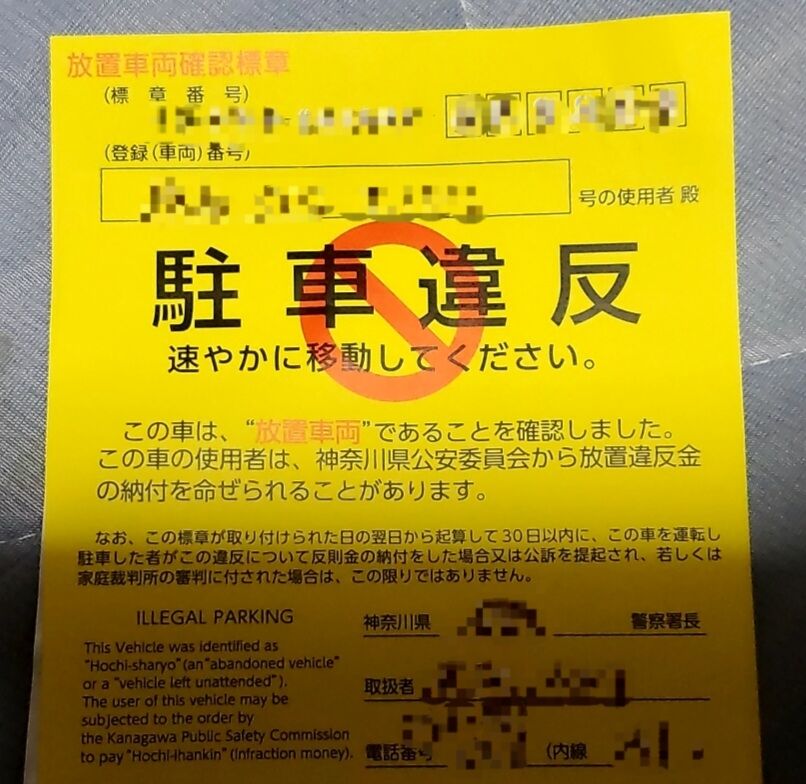 放置車両確認標章
(標章番号)
(登録(車両)番号)
号の使用者 殿
駐車違反
速やかに移動してください。
この車は、“放置車両”であることを確認しました。
この車の使用者は、神奈川県公安委員会から放置違反金
の納付を命ぜられることがあります。
なお、この標章が取り付けられた日の翌日から起算して30日以内に、この車を運転し
駐車した者がこの違反について反則金の納付をした場合又は公訴を提起され、若しくは
家庭裁判所の審判に付された場合は、この限りではありません。
ILLEGAL PARKING
This Vehicle was identified as
"Hochi-sharyo" (an "abandoned vehicle"
or a "vehicle left unattended").
The user of this vehicle may be
subjected to the order by
the Kanagawa Public Safety Commission
to pay "Hochi-ihankin" (infraction money).
神奈川県 警察署長
取扱者
電話番号 (内線